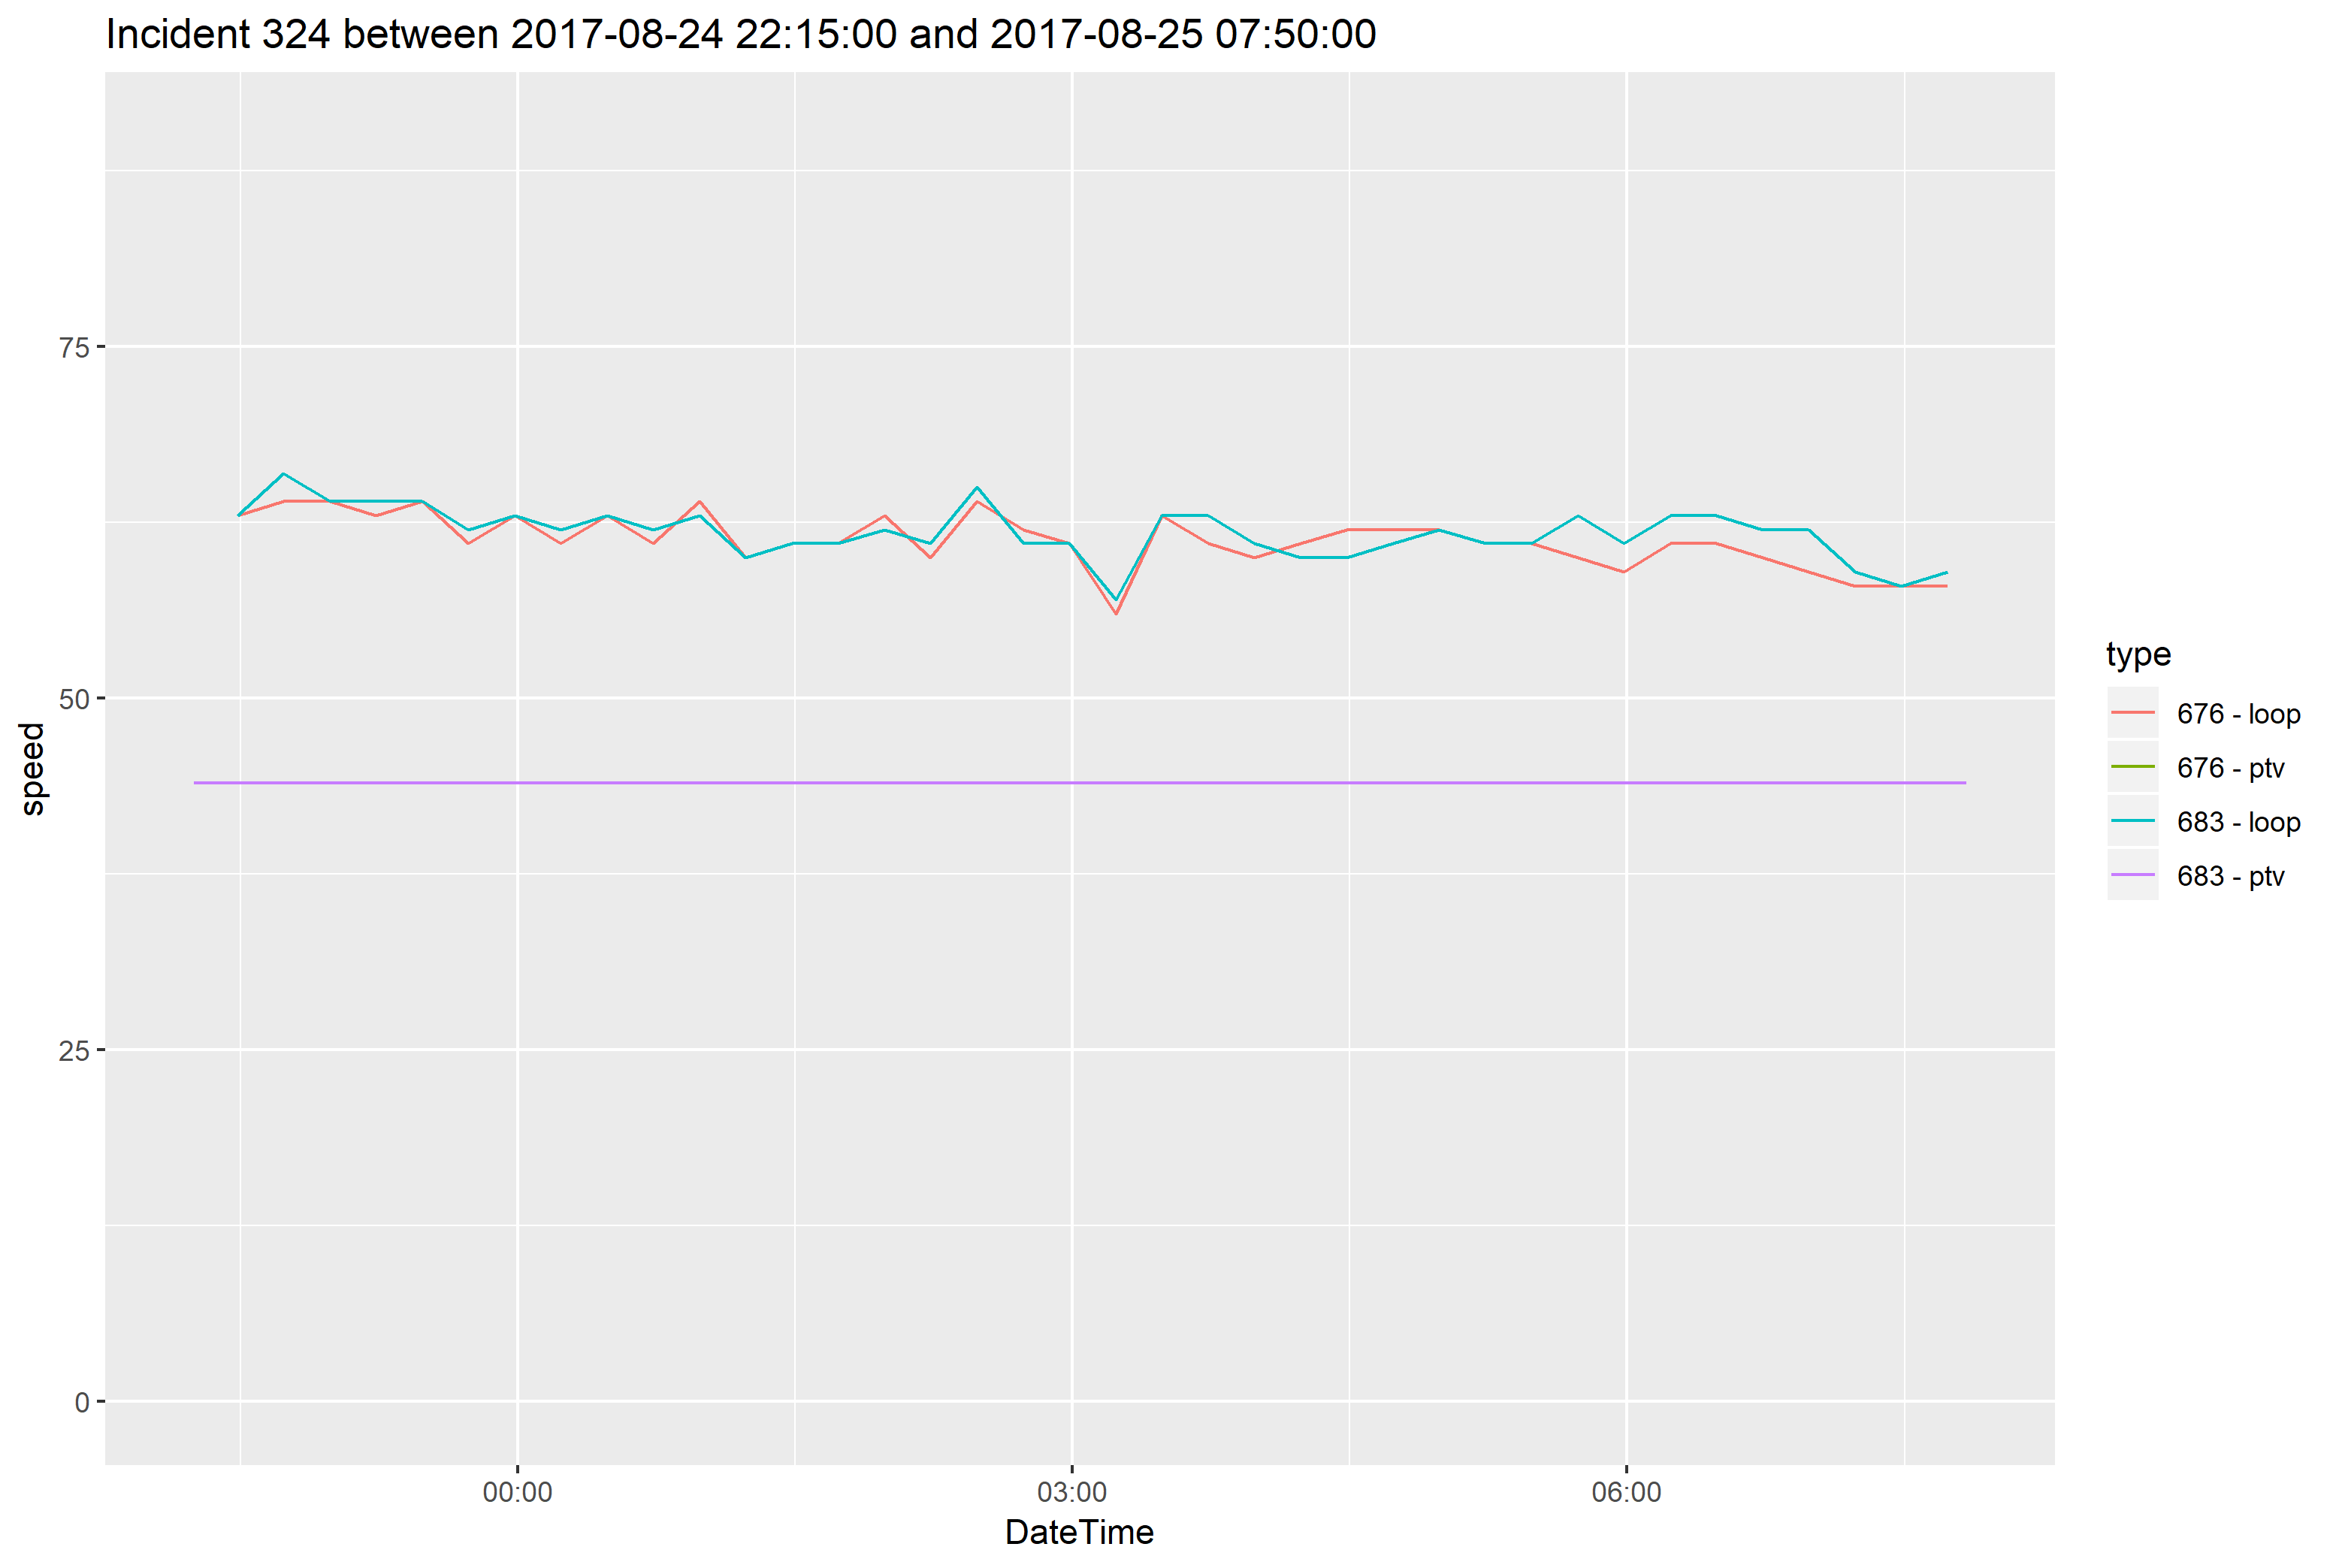 Incident 324 between 2017-08-24 22:15:00 and 2017-08-25 07:50:00
75
50
25
0
speed
00:00
03:00
06:00
DateTime
type
676 - loop
676 - ptv
683 - loop
683 - ptv